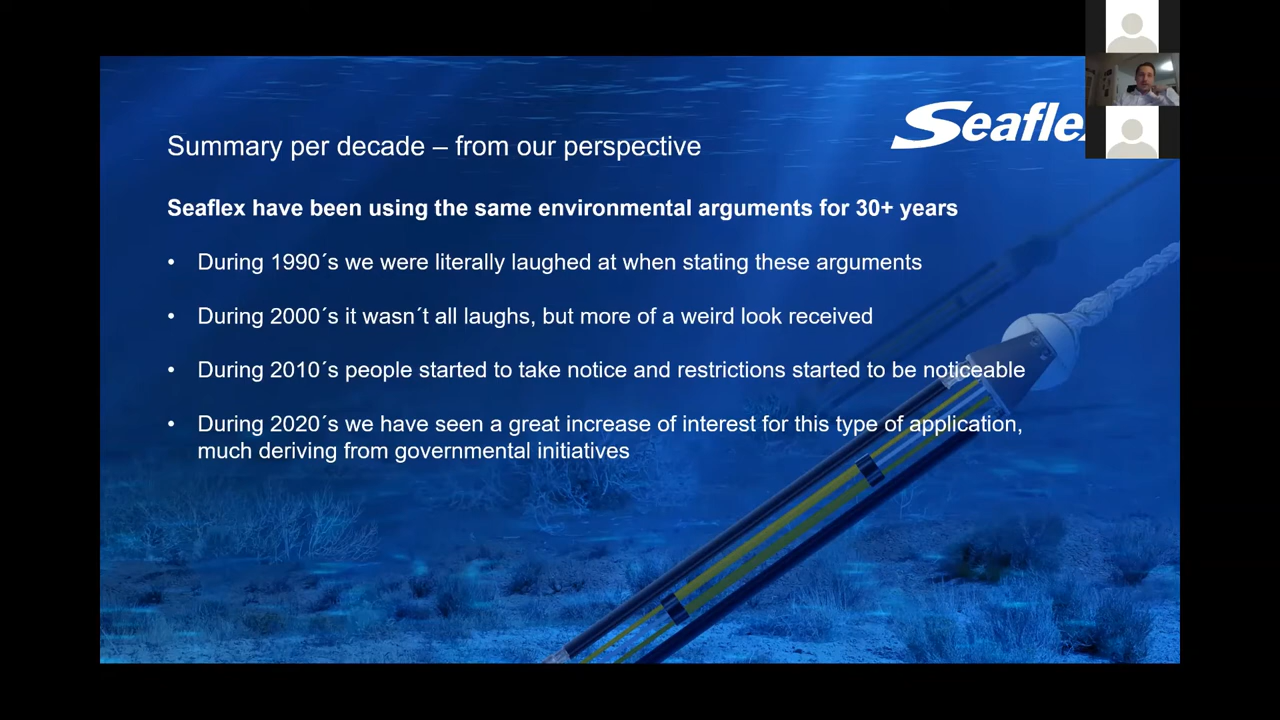 Seaflex
Summary per decade – from our perspective
Seaflex have been using the same environmental arguments for 30+ years
• During 1990´s we were literally laughed at when stating these arguments
• During 2000´s it wasn´t all laughs, but more of a weird look received
• During 2010´s people started to take notice and restrictions started to be noticeable
• During 2020´s we have seen a great increase of interest for this type of application,
much deriving from governmental initiatives